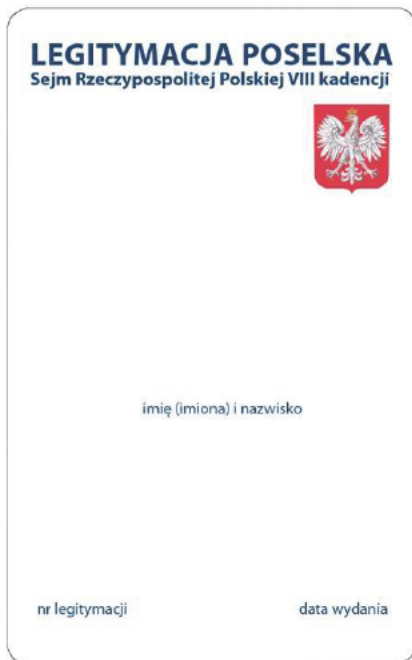 LEGITYMACJA POSELSKA
Sejm Rzeczypospolitej Polskiej VIII kadencji
imię (imiona) i nazwisko
nr legitymacji
data wydania